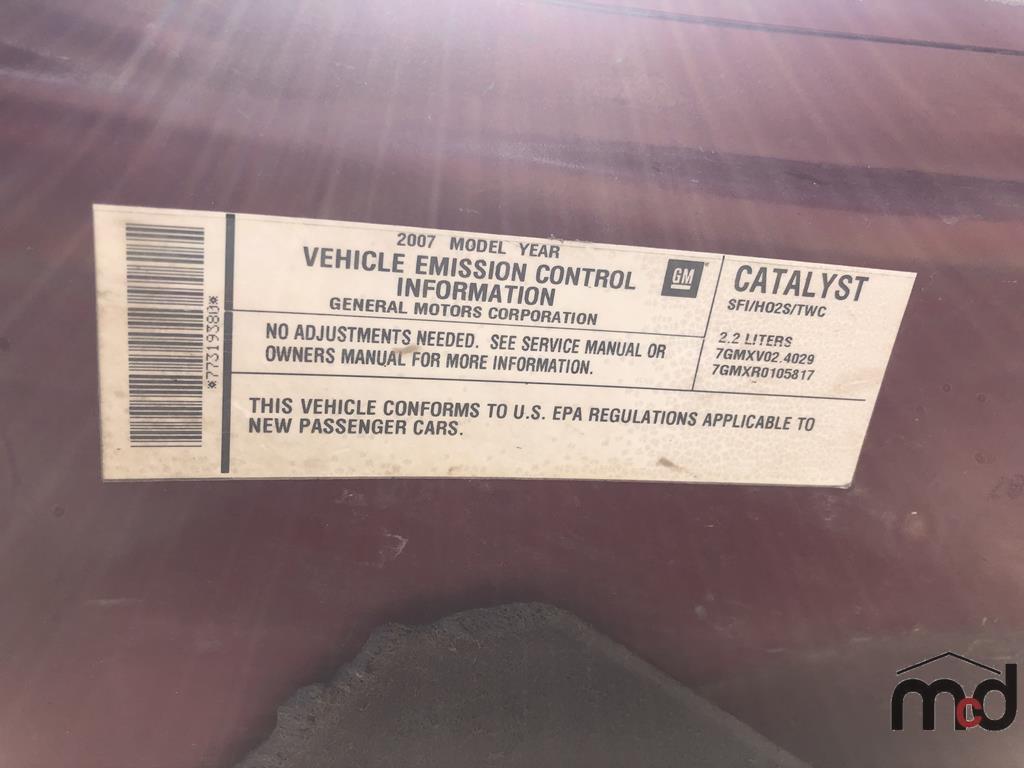 *77319380*
2007 MODEL YEAR
VEHICLE EMISSION CONTROL
INFORMATION
GENERAL MOTORS CORPORATION
GM
NO ADJUSTMENTS NEEDED. SEE SERVICE MANUAL OR
OWNERS MANUAL FOR MORE INFORMATION.
CATALYST
SFI/HO2S/TWC
2.2 LITERS
7GMXV02.4029
7GMXR0105817
THIS VEHICLE CONFORMS TO U.S. EPA REGULATIONS APPLICABLE TO
NEW PASSENGER CARS.
mcd